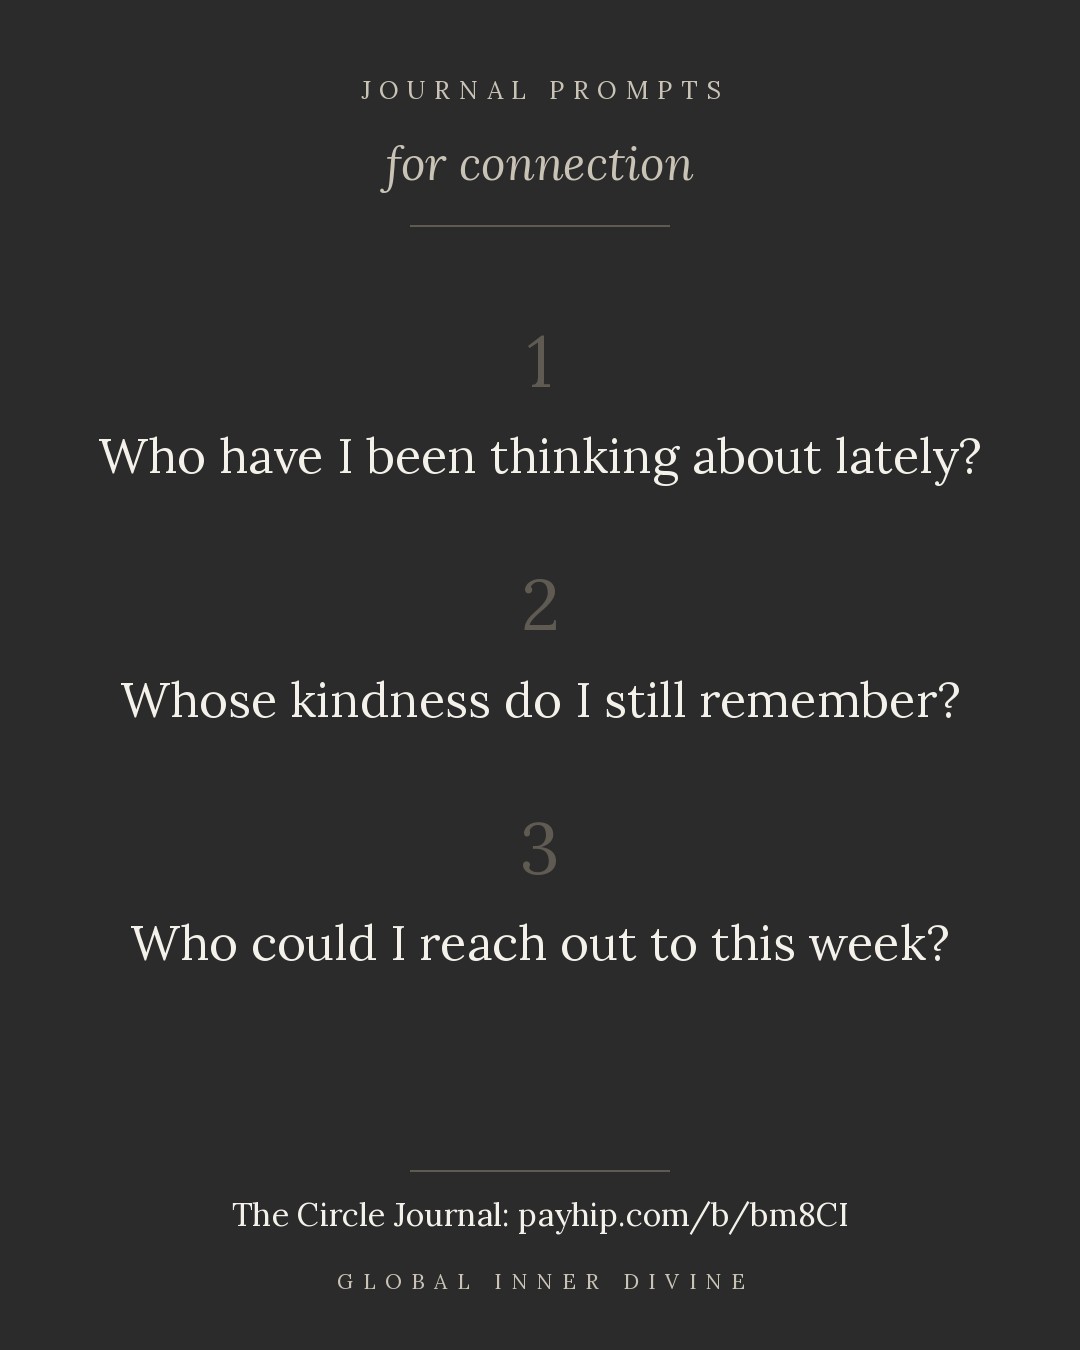 JOURNAL PROMPTS
for connection
1
Who have I been thinking about lately?
2
Whose kindness do I still remember?
3
Who could I reach out to this week?
The Circle Journal: payhip.com/b/bm8CI
GLOBAL INNER DIVINE